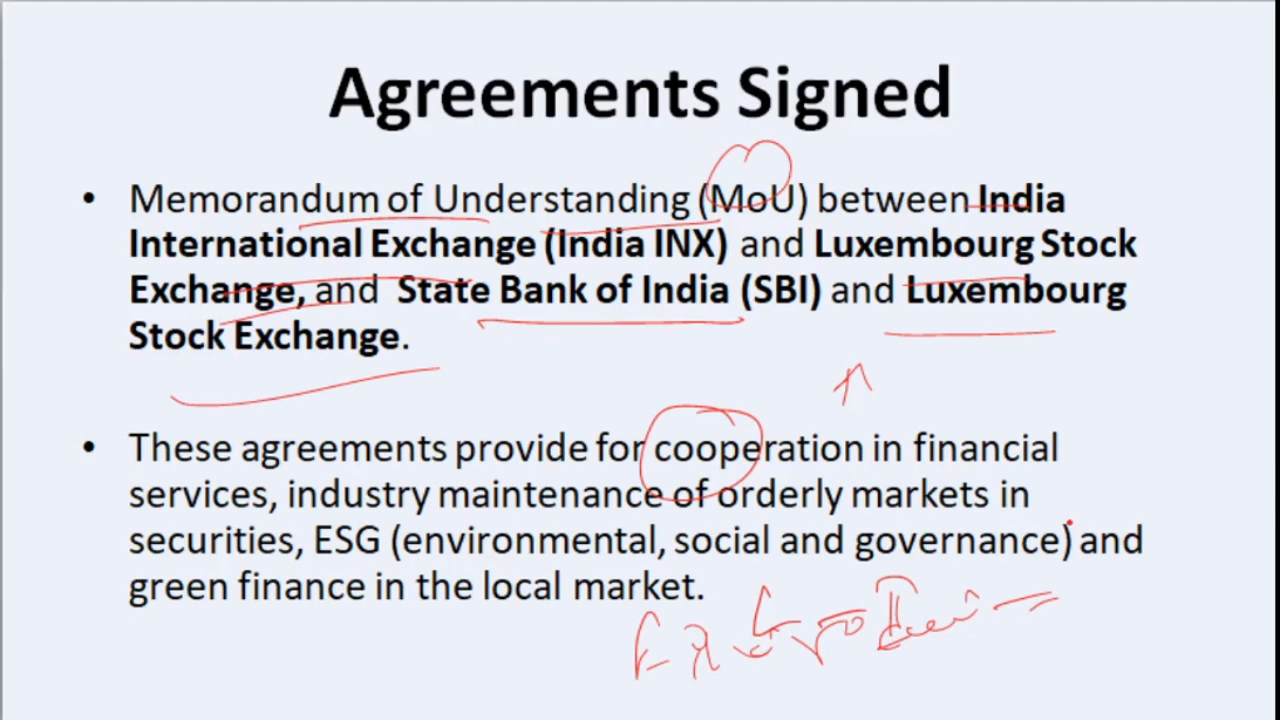 Agreements Signed
• Memorandum of Understanding (MoU) between India
International Exchange (India INX) and Luxembourg Stock
Exchange, and State Bank of India (SBI) and Luxembourg
Stock Exchange.
• These agreements provide for cooperation in financial
services, industry maintenance of orderly markets in
securities, ESG (environmental, social and governance) and
green finance in the local market.